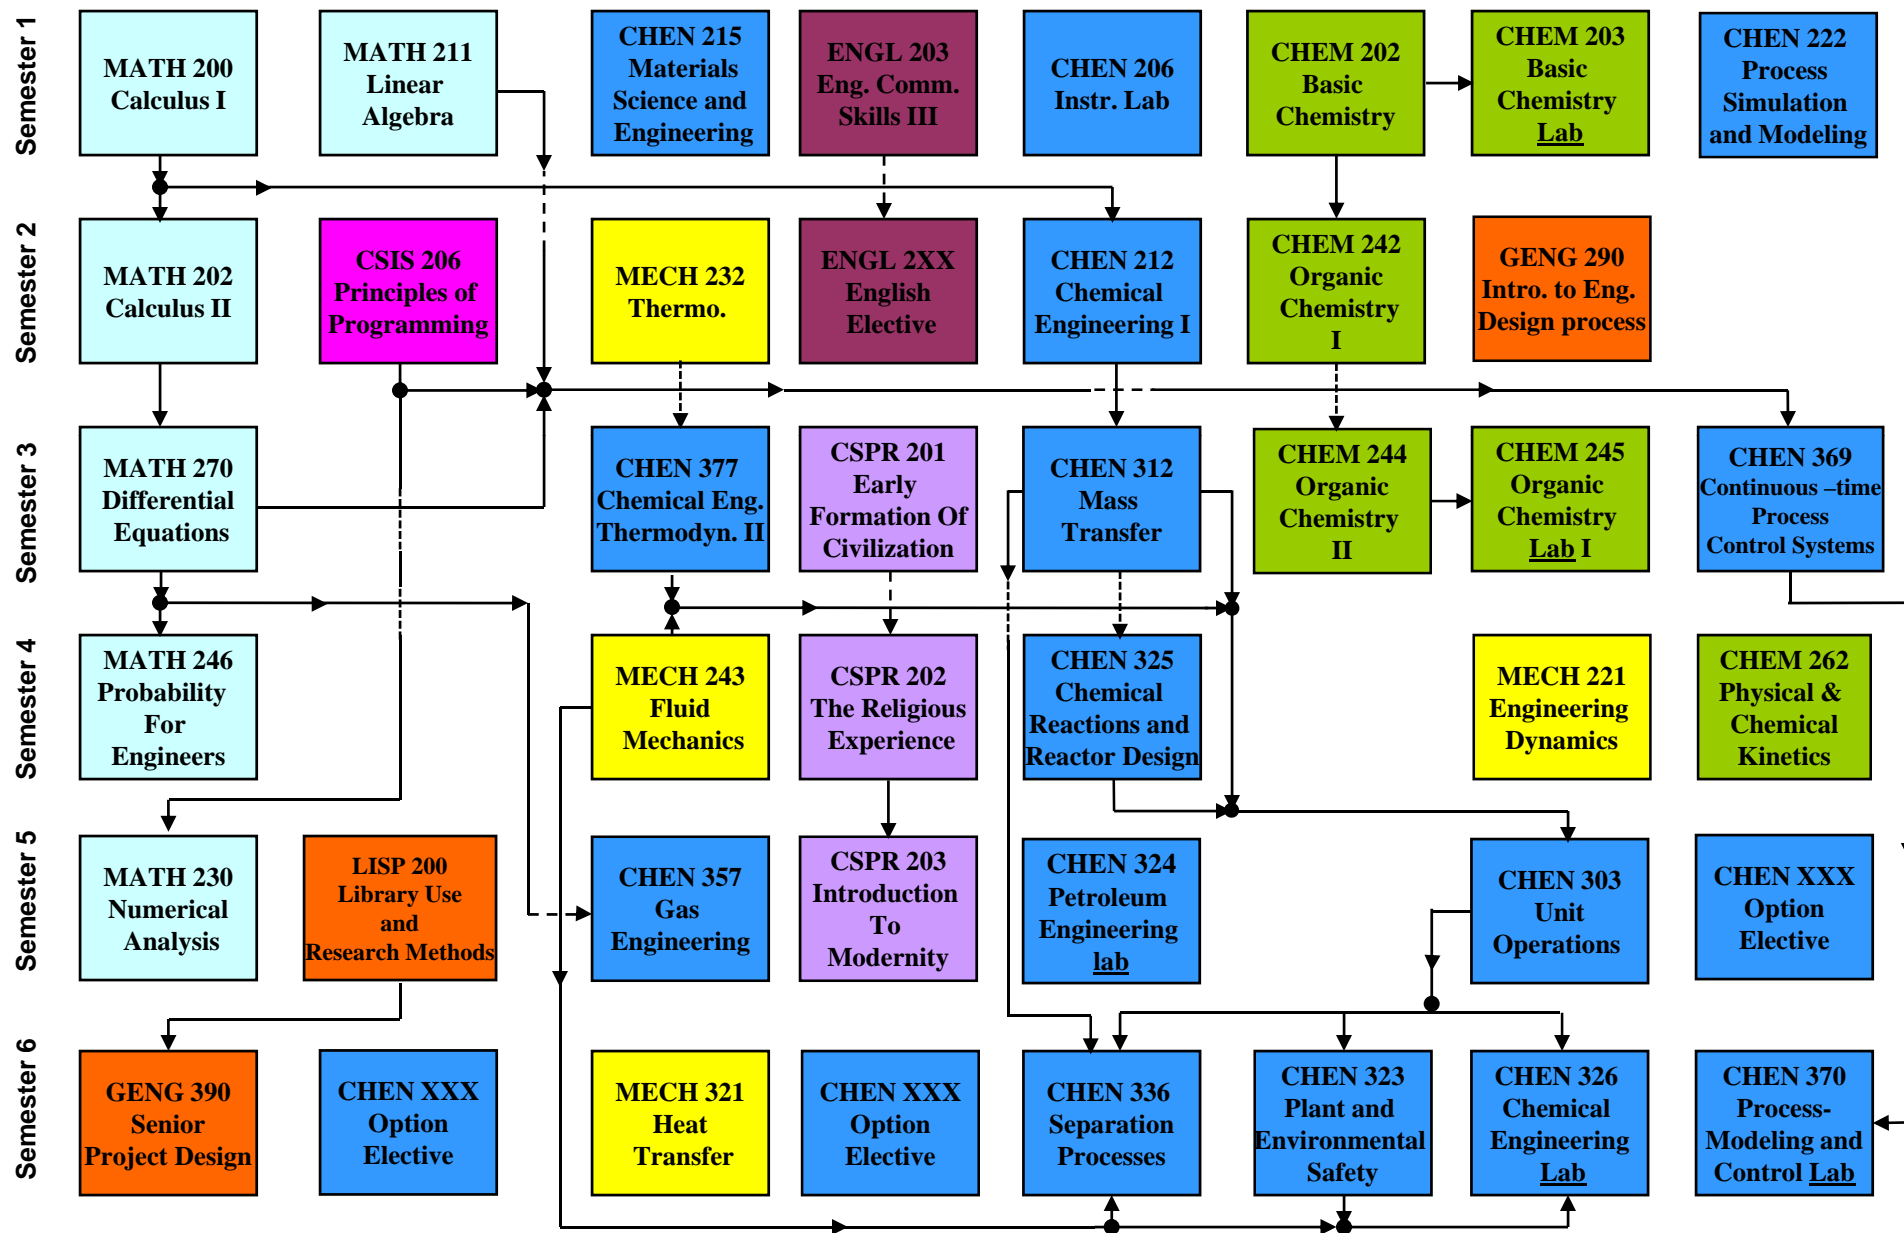 Semester 1
MATH 200
Calculus I
MATH 211
Linear
Algebra
CHEN 215
Materials
Science and
Engineering
ENGL 203
Eng. Comm.
Skills III
CHEN 206
Instr. Lab
CHEM 202
Basic
Chemistry
CHEM 203
Basic
Chemistry
Lab
CHEN 222
Process
Simulation
and Modeling
Semester 2
MATH 202
Calculus II
CSIS 206
Principles of
Programming
MECH 232
Thermo.
ENGL 2XX
English
Elective
CHEN 212
Chemical
Engineering I
CHEM 242
Organic
Chemistry
I
GENG 290
Intro. to Eng.
Design process
Semester 3
MATH 270
Differential
Equations
CHEN 377
Chemical Eng.
Thermodyn. II
CSPR 201
Early
Formation Of
Civilization
CHEN 312
Mass
Transfer
CHEM 244
Organic
Chemistry
II
CHEM 245
Organic
Chemistry
Lab I
CHEN 369
Continuous –time
Process
Control Systems
Semester 4
MATH 246
Probability
For
Engineers
MECH 243
Fluid
Mechanics
CSPR 202
The Religious
Experience
CHEN 325
Chemical
Reactions and
Reactor Design
MECH 221
Engineering
Dynamics
CHEM 262
Physical &
Chemical
Kinetics
Semester 5
MATH 230
Numerical
Analysis
LISP 200
Library Use
and
Research Methods
CHEN 357
Gas
Engineering
CSPR 203
Introduction
To
Modernity
CHEN 324
Petroleum
Engineering
lab
CHEN 303
Unit
Operations
CHEN XXX
Option
Elective
Semester 6
GENG 390
Senior
Project Design
CHEN XXX
Option
Elective
MECH 321
Heat
Transfer
CHEN XXX
Option
Elective
CHEN 336
Separation
Processes
CHEN 323
Plant and
Environmental
Safety
CHEN 326
Chemical
Engineering
Lab
CHEN 370
Process-
Modeling and
Control Lab